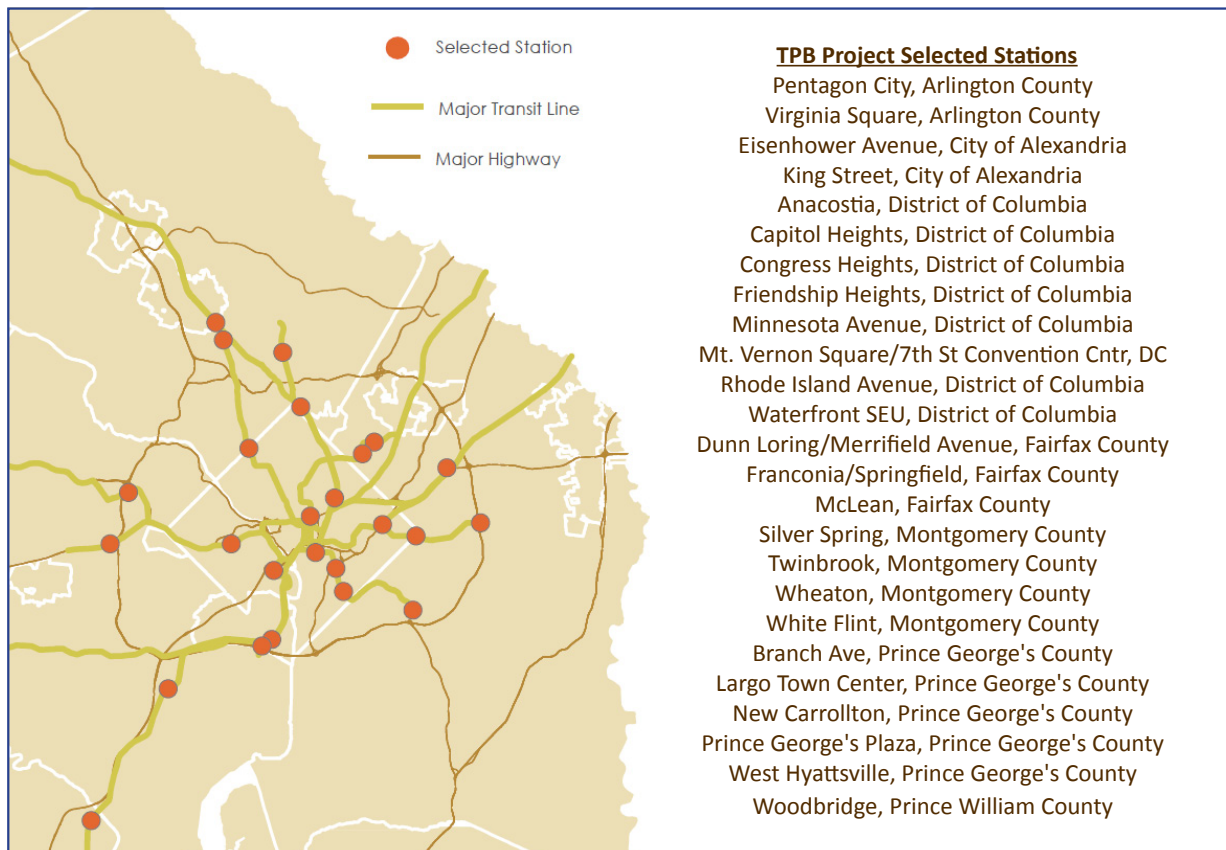 Selected Station
Major Transit Line
Major Highway
TPB Project Selected Stations
Pentagon City, Arlington County
Virginia Square, Arlington County
Eisenhower Avenue, City of Alexandria
King Street, City of Alexandria
Anacostia, District of Columbia
Capitol Heights, District of Columbia
Congress Heights, District of Columbia
Friendship Heights, District of Columbia
Minnesota Avenue, District of Columbia
Mt. Vernon Square/7th St Convention Cntr, DC
Rhode Island Avenue, District of Columbia
Waterfront SEU, District of Columbia
Dunn Loring/Merrifield Avenue, Fairfax County
Franconia/Springfield, Fairfax County
McLean, Fairfax County
Silver Spring, Montgomery County
Twinbrook, Montgomery County
Wheaton, Montgomery County
White Flint, Montgomery County
Branch Ave, Prince George's County
Largo Town Center, Prince George's County
New Carrollton, Prince George's County
Prince George's Plaza, Prince George's County
West Hyattsville, Prince George's County
Woodbridge, Prince William County